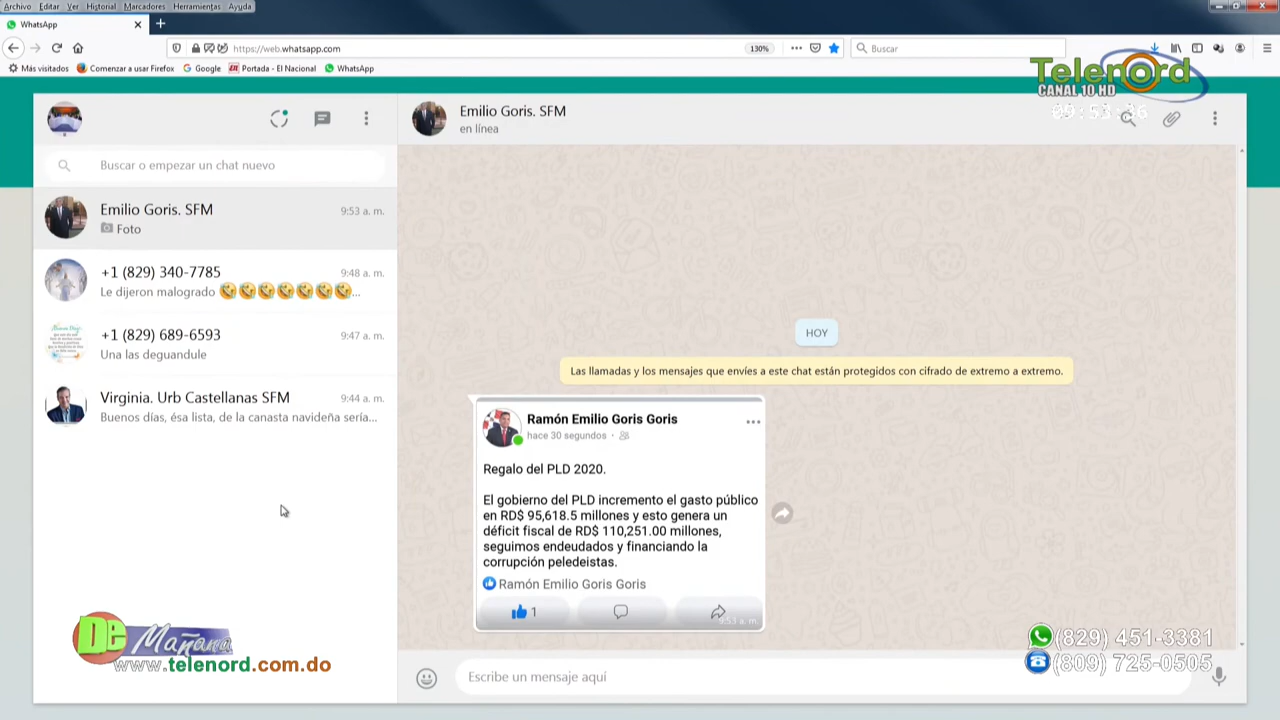 Archivo Editar Ver Historial Marcadores Herramientas Ayuda
WhatsApp
https://web.whatsapp.com
130%
Buscar
Más visitados
Comenzar a usar Firefox
Google
Portada - El Nacional
WhatsApp
Telenord
CANAL 10.HD
09:53:36
Emilio Goris. SFM
en línea
Buscar o empezar un chat nuevo
Emilio Goris. SFM
9:53 a. m.
Foto
+1 (829) 340-7785
9:48 a. m.
Le dijeron malogrado 🤣🤣🤣🤣🤣🤣🤣...
+1 (829) 689-6593
9:47 a. m.
Una las deguandule
Virginia. Urb Castellanas SFM
9:44 a. m.
Buenos días, ésa lista, de la canasta navideña sería...
HOY
Las llamadas y los mensajes que envíes a este chat están protegidos con cifrado de extremo a extremo.
Ramón Emilio Goris Goris
hace 30 segundos
Regalo del PLD 2020.
El gobierno del PLD incremento el gasto público
en RD$ 95,618.5 millones y esto genera un
déficit fiscal de RD$ 110,251.00 millones,
seguimos endeudados y financiando la
corrupción peledeistas.
Ramón Emilio Goris Goris
1
9:53 a. m.
Escribe un mensaje aquí
De Mañana
www.telenord.com.do
(829) 451-3381
(809) 725-0505